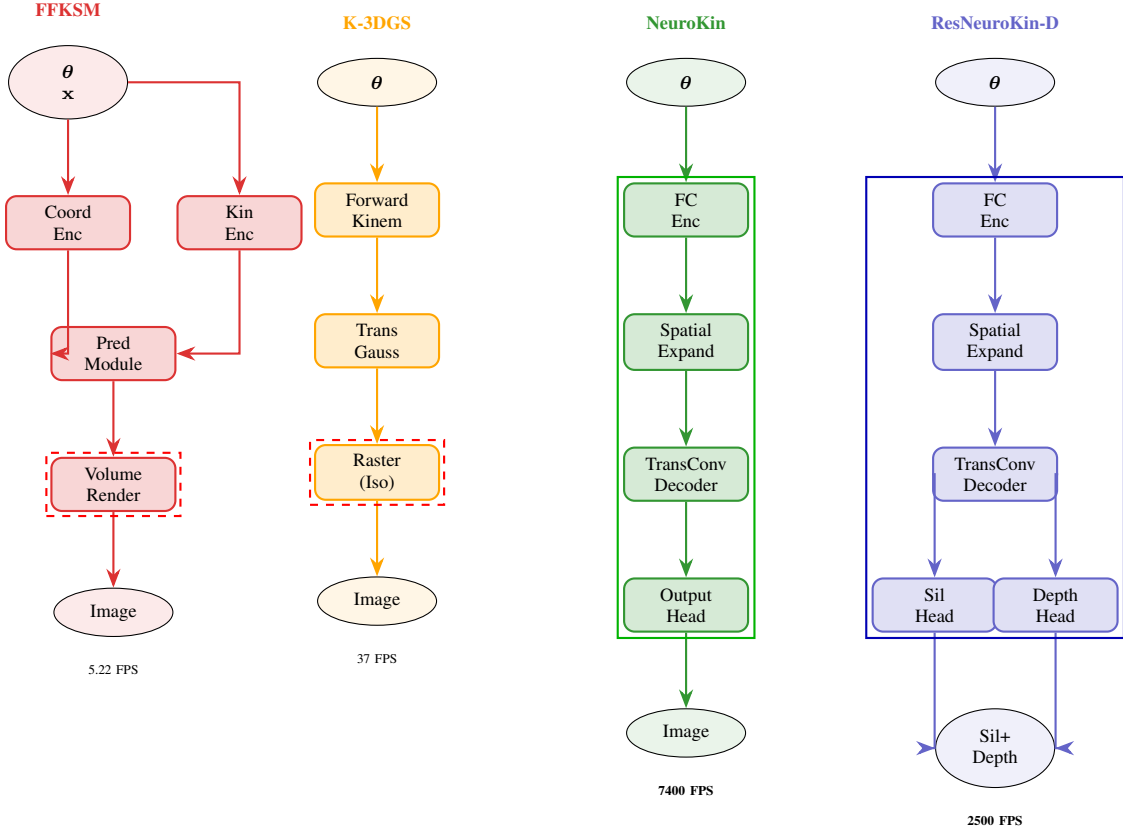 FFKSM
θ
x
Coord
Enc
Kin
Enc
Pred
Module
Volume
Render
Image
5.22 FPS
K-3DGS
θ
Forward
Kinem
Trans
Gauss
Raster
(Iso)
Image
37 FPS
NeuroKin
θ
FC
Enc
Spatial
Expand
TransConv
Decoder
Output
Head
Image
7400 FPS
ResNeuroKin-D
θ
FC
Enc
Spatial
Expand
TransConv
Decoder
Sil
Head
Depth
Head
Sil+
Depth
2500 FPS